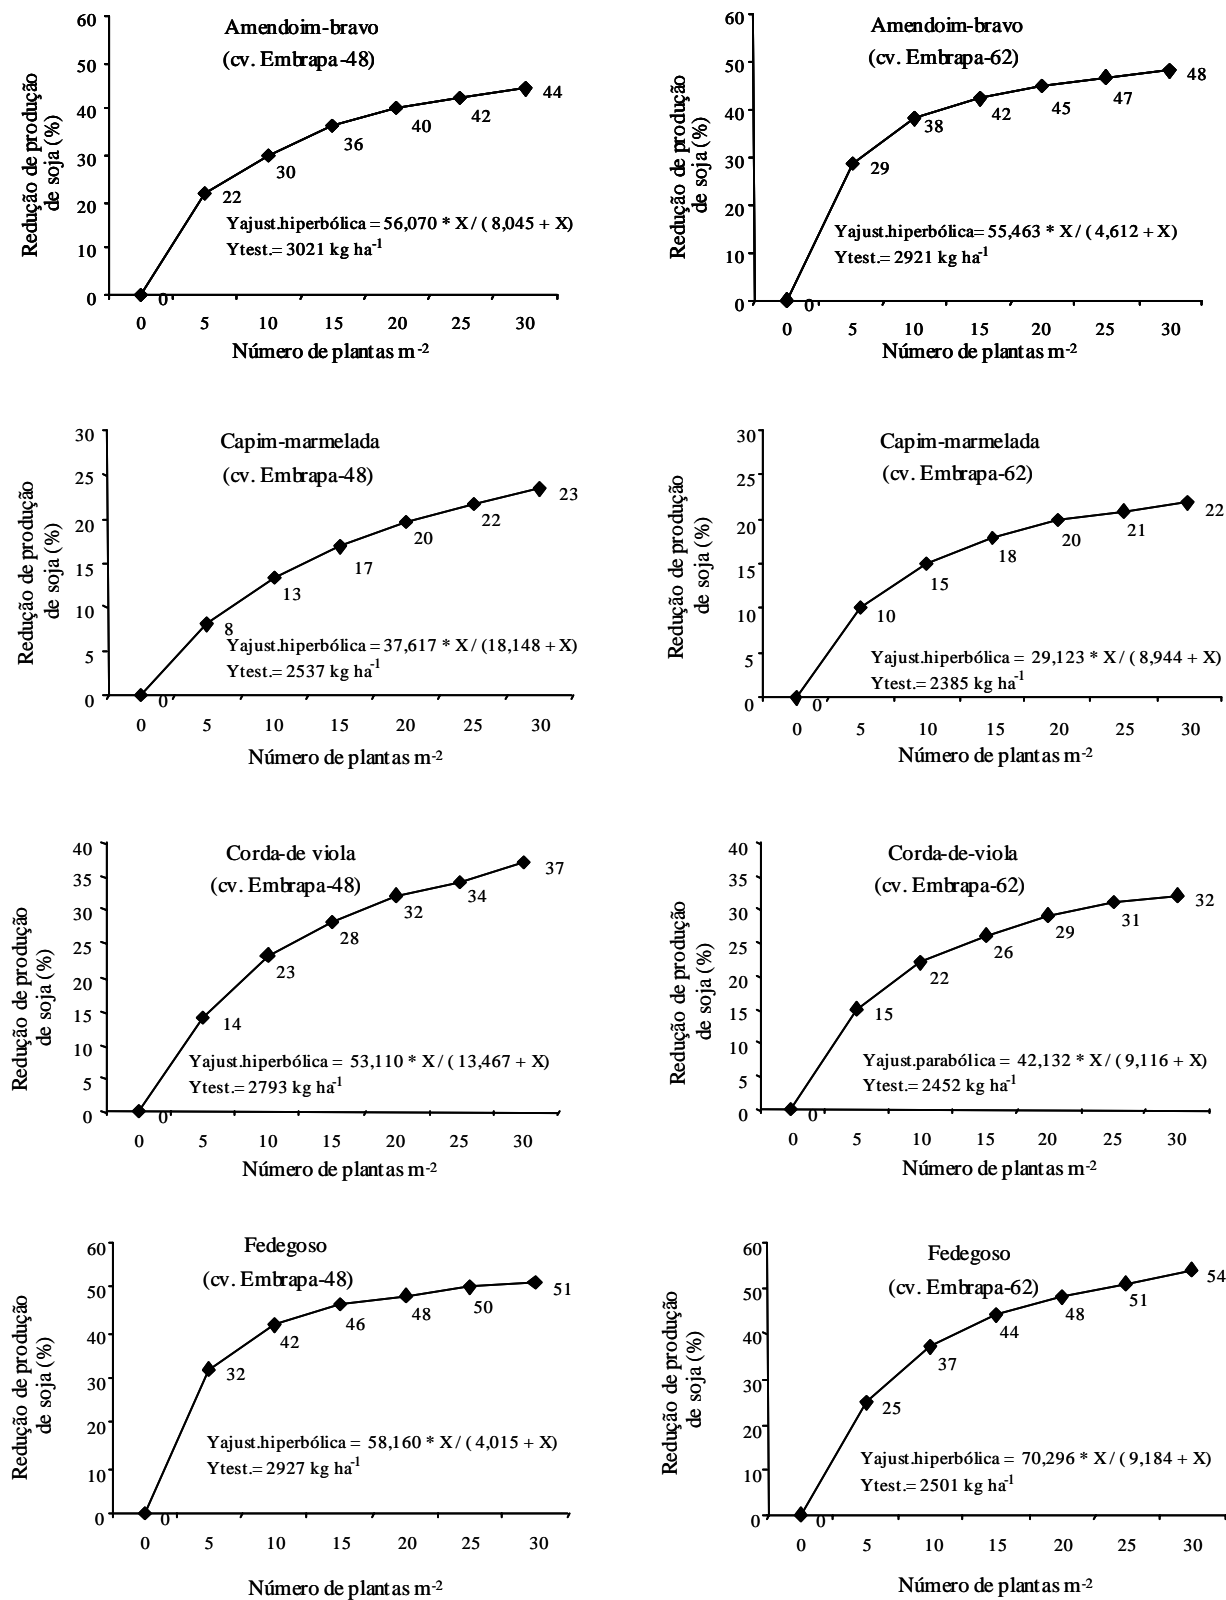 Amendoim-bravo
(cv. Embrapa-48)
Redução de produção
de soja (%)
60
50
40
30
20
10
0
0
22
30
36
40
42
44
Yajust.hiperbólica = 56,070 * X / ( 8,045 + X)
Ytest.= 3021 kg ha-1
0 5 10 15 20 25 30
Número de plantas m-2
Amendoim-bravo
(cv. Embrapa-62)
Redução de produção
de soja (%)
60
50
40
30
20
10
0
0
29
38
42
45
47
48
Yajust.hiperbólica= 55,463 * X / ( 4,612 + X)
Ytest.= 2921 kg ha-1
0 5 10 15 20 25 30
Número de plantas m-2
Capim-marmelada
(cv. Embrapa-48)
Redução de produção
de soja (%)
30
25
20
15
10
5
0
0
8
13
17
20
22
23
Yajust.hiperbólica = 37,617 * X / (18,148 + X)
Ytest.= 2537 kg ha-1
0 5 10 15 20 25 30
Número de plantas m-2
Capim-marmelada
(cv. Embrapa-62)
Redução de produção
de soja (%)
30
25
20
15
10
5
0
0
10
15
18
20
21
22
Yajust.hiperbólica = 29,123 * X / ( 8,944 + X)
Ytest.= 2385 kg ha-1
0 5 10 15 20 25 30
Número de plantas m-2
Corda-de viola
(cv. Embrapa-48)
Redução de produção
de soja (%)
40
35
30
25
20
15
10
5
0
0
14
23
28
32
34
37
Yajust.hiperbólica = 53,110 * X / ( 13,467 + X)
Ytest.= 2793 kg ha-1
0 5 10 15 20 25 30
Número de plantas m-2
Corda-de-viola
(cv. Embrapa-62)
Redução de produção
de soja (%)
40
35
30
25
20
15
10
5
0
0
15
22
26
29
31
32
Yajust.parabólica = 42,132 * X / ( 9,116 + X)
Ytest.= 2452 kg ha-1
0 5 10 15 20 25 30
Número de plantas m-2
Fedegoso
(cv. Embrapa-48)
Redução de produção
de soja (%)
60
50
40
30
20
10
0
0
32
42
46
48
50
51
Yajust.hiperbólica = 58,160 * X / ( 4,015 + X)
Ytest.= 2927 kg ha-1
0 5 10 15 20 25 30
Número de plantas m-2
Fedegoso
(cv. Embrapa-62)
Redução de produção
de soja (%)
60
50
40
30
20
10
0
0
25
37
44
48
51
54
Yajust.hiperbólica = 70,296 * X / ( 9,184 + X)
Ytest.= 2501 kg ha-1
0 5 10 15 20 25 30
Número de plantas m-2